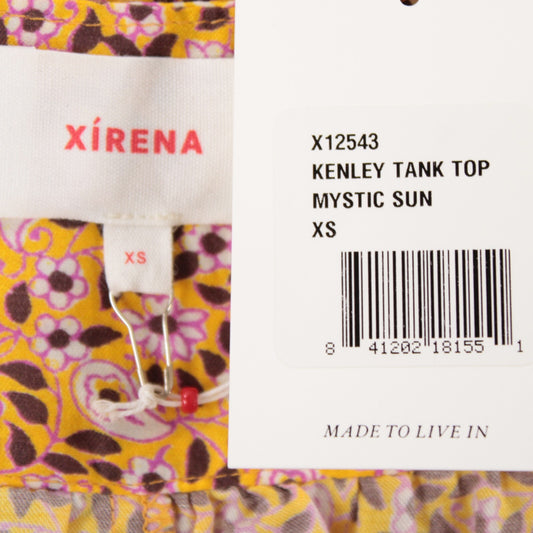 XÍRENA
XS
X12543
KENLEY TANK TOP
MYSTIC SUN
XS
8 41202 18155 1
MADE TO LIVE IN